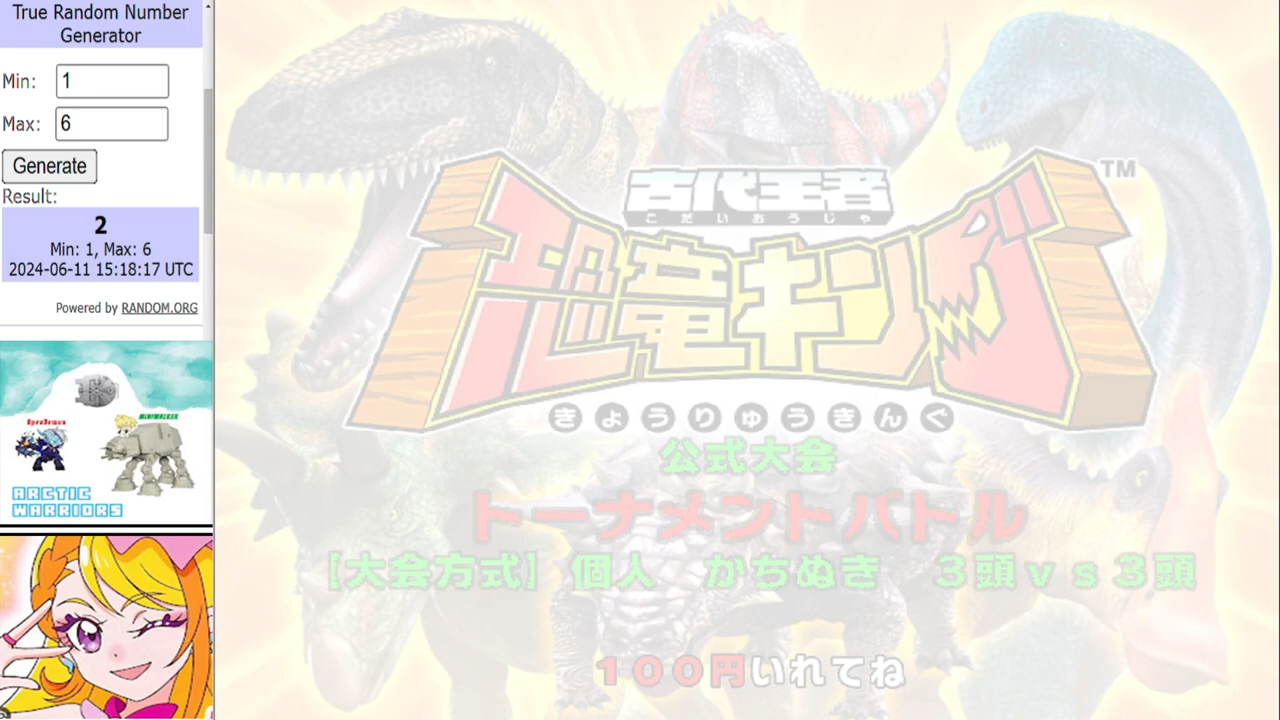 True Random Number
Generator
Min: 1
Max: 6
Generate
Result:
2
Min: 1, Max: 6
2024-06-11 15:18:17 UTC
Powered by RANDOM.ORG
MINIWALKER
ARCTIC
WARRIORS
TM
古代王者
こだいおうじゃ
恐竜キング
きょうりゅうきんぐ
公式大会
トーナメントバトル
[大会方式] 個人 かちぬき 3頭vs3頭
100円いれてね